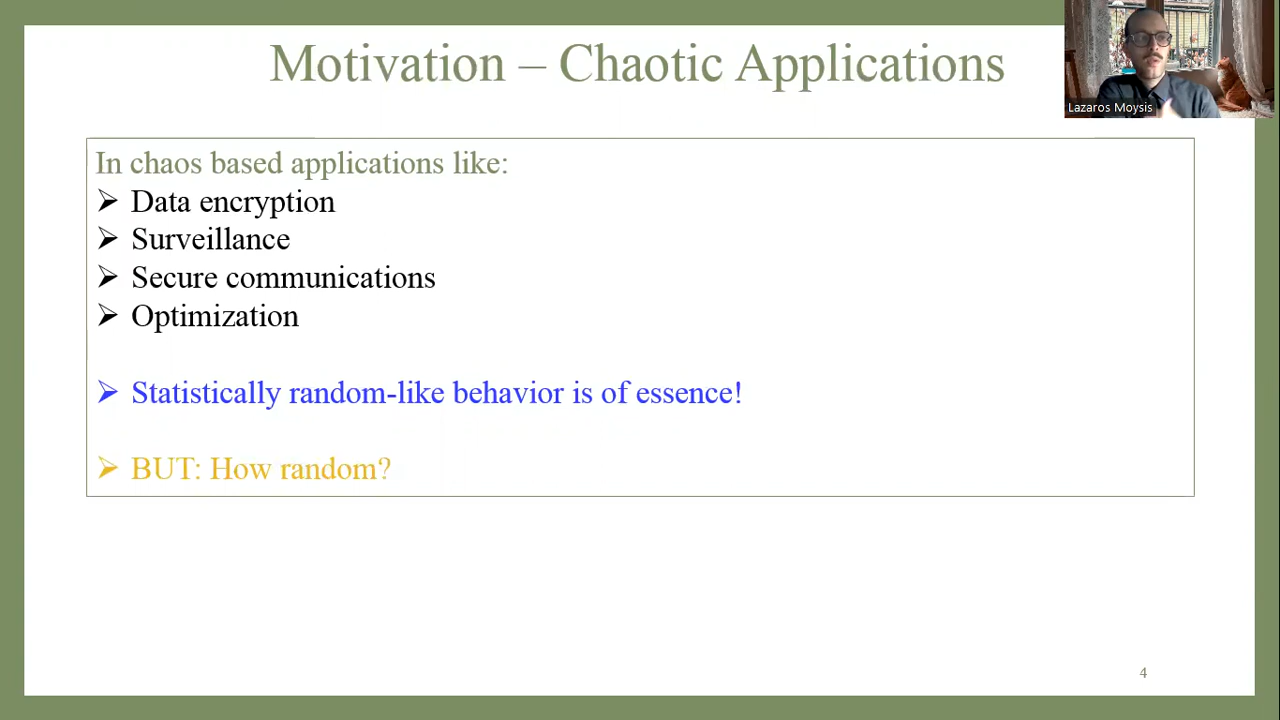 Motivation – Chaotic Applications
Lazaros Moysis
In chaos based applications like:
➢ Data encryption
➢ Surveillance
➢ Secure communications
➢ Optimization
➢ Statistically random-like behavior is of essence!
➢ BUT: How random?
4